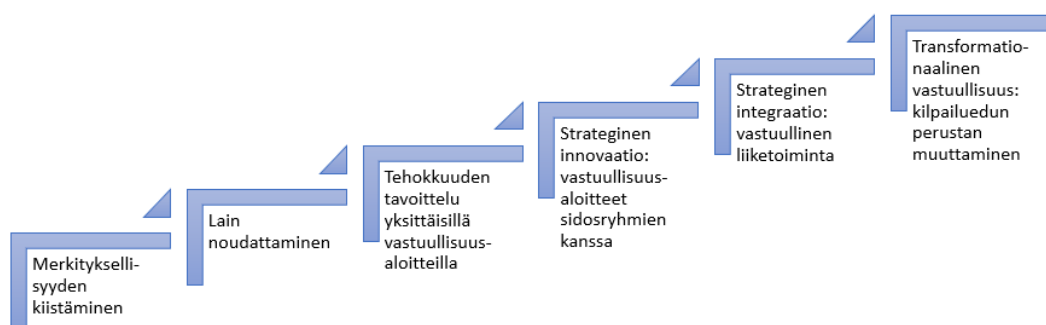 Merkitykselli-
syyden
kiistäminen
Lain
noudattaminen
Tehokkuuden
tavoittelu
yksittäisillä
vastuullisuus-
aloitteilla
Strateginen
innovaatio:
vastuullisuus-
aloitteet
sidosryhmien
kanssa
Strateginen
integraatio:
vastuullinen
liiketoiminta
Transformatio-
naalinen
vastuullisuus:
kilpailuedun
perustan
muuttaminen